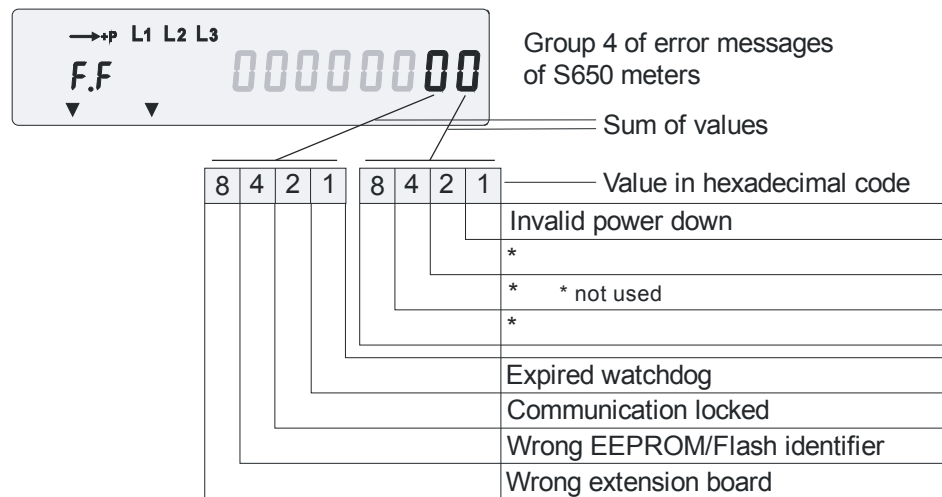 +P L1 L2 L3
F.F 00000000
Group 4 of error messages
of S650 meters
Sum of values
8 4 2 1 8 4 2 1 Value in hexadecimal code
Invalid power down
*
* * not used
*
Expired watchdog
Communication locked
Wrong EEPROM/Flash identifier
Wrong extension board